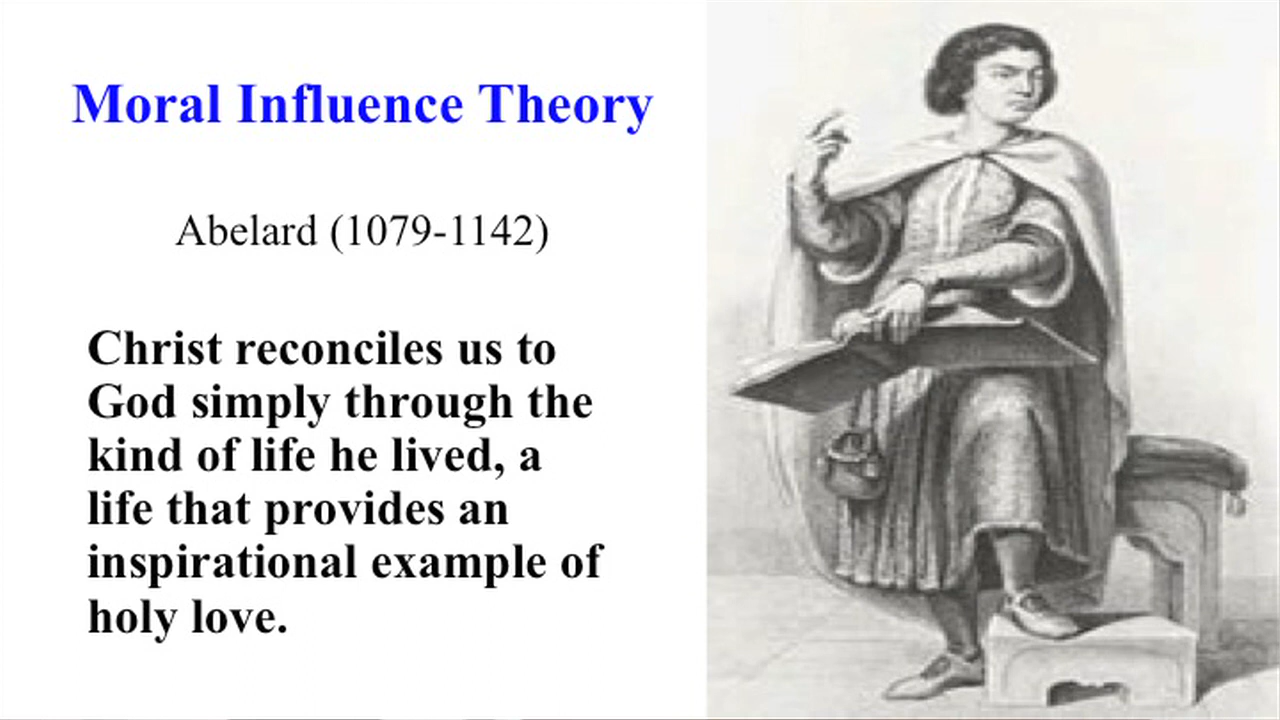 Moral Influence Theory
Abelard (1079-1142)
Christ reconciles us to
God simply through the
kind of life he lived, a
life that provides an
inspirational example of
holy love.